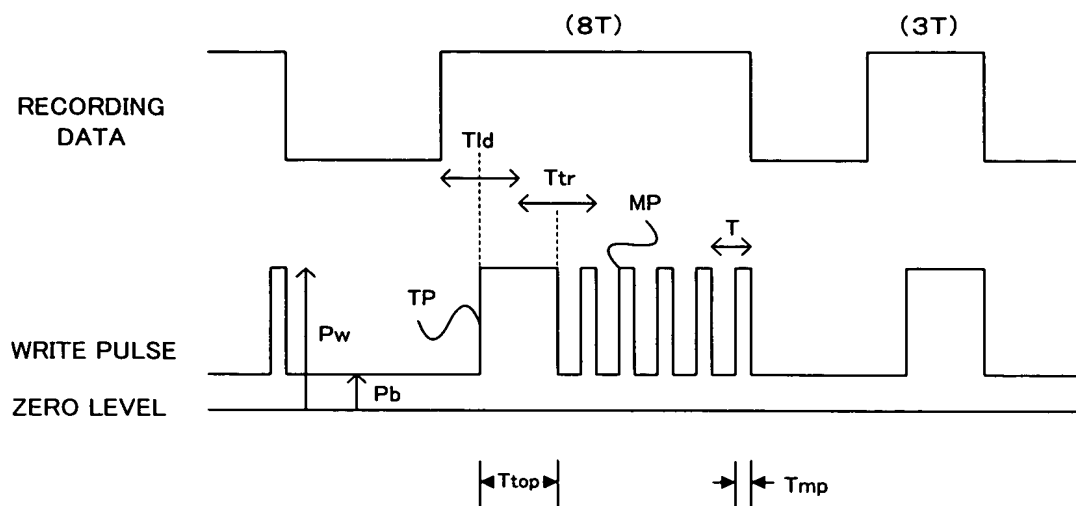 (8T)
(3T)
RECORDING
DATA
Tld
Ttr
MP
T
TP
Pw
WRITE PULSE
Pb
ZERO LEVEL
Ttop
Tmp